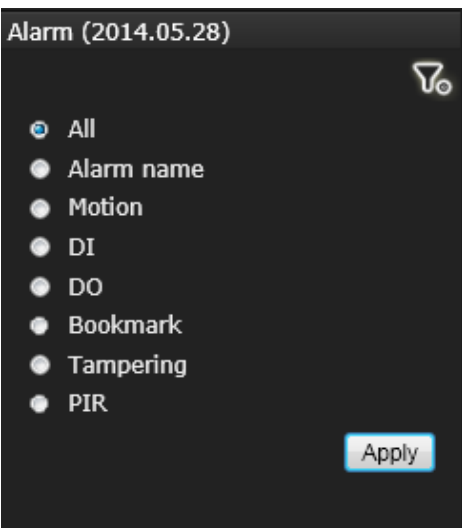 Alarm (2014.05.28)
All
Alarm name
Motion
DI
DO
Bookmark
Tampering
PIR
Apply